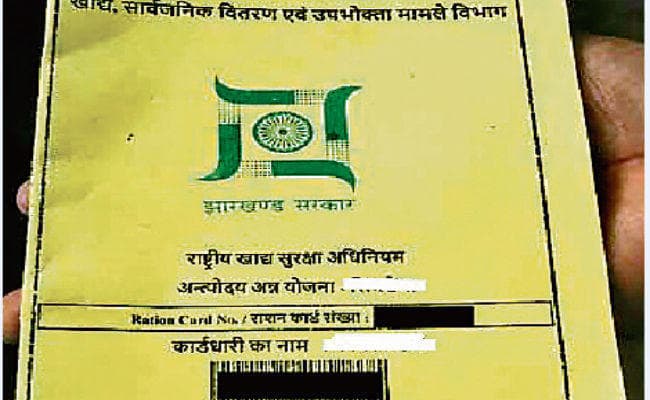 खाद्य, सार्वजनिक वितरण एवं उपभोक्ता मामले विभाग
झारखण्ड सरकार
राष्ट्रीय खाद्य सुरक्षा अधिनियम
अन्त्योदय अन्न योजना
Ration Card No. / राशन कार्ड संख्या :
कार्डधारी का नाम